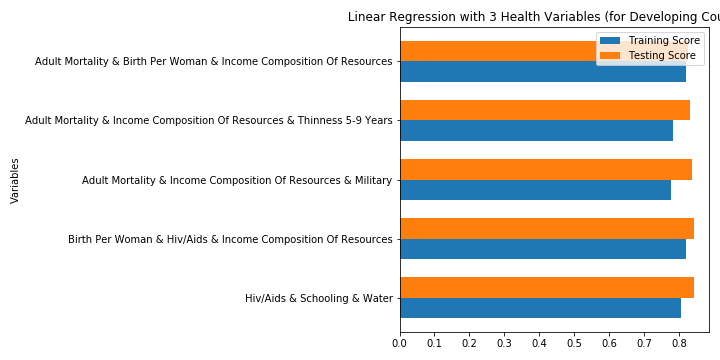 Linear Regression with 3 Health Variables (for Developing Cou
Training Score
Testing Score
Adult Mortality & Birth Per Woman & Income Composition Of Resources
Adult Mortality & Income Composition Of Resources & Thinness 5-9 Years
Adult Mortality & Income Composition Of Resources & Military
Birth Per Woman & Hiv/Aids & Income Composition Of Resources
Hiv/Aids & Schooling & Water
Variables
0.0 0.1 0.2 0.3 0.4 0.5 0.6 0.7 0.8